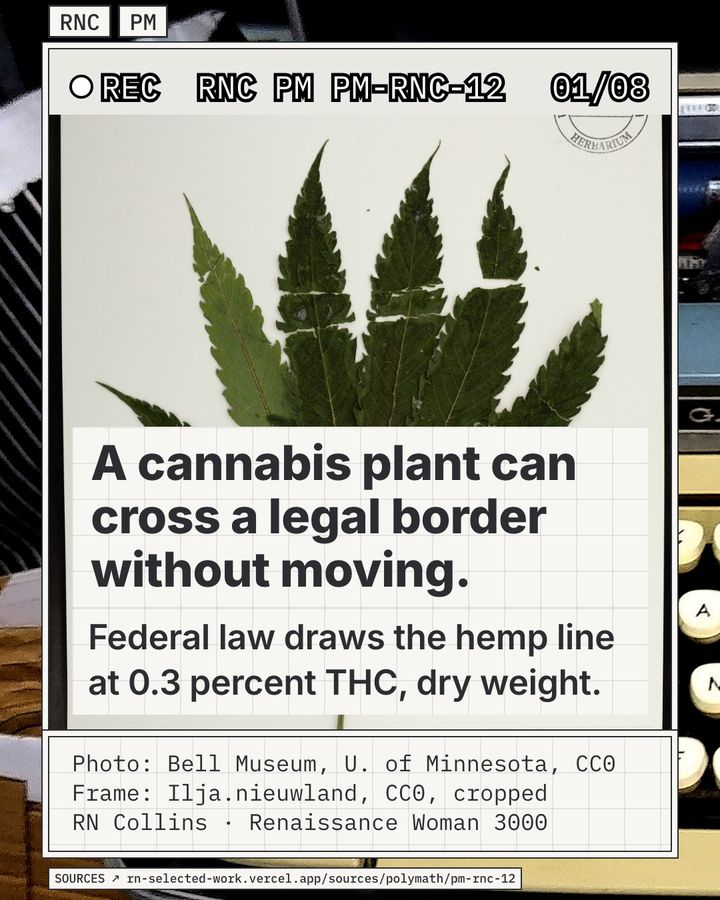 RNC PM
REC RNC PM PM-RNC-12 01/08
HERBARIUM
A cannabis plant can
cross a legal border
without moving.
Federal law draws the hemp line
at 0.3 percent THC, dry weight.
Photo: Bell Museum, U. of Minnesota, CC0
Frame: Ilja.nieuwland, CC0, cropped
RN Collins · Renaissance Woman 3000
SOURCES ↗ rn-selected-work.vercel.app/sources/polymath/pm-rnc-12
A